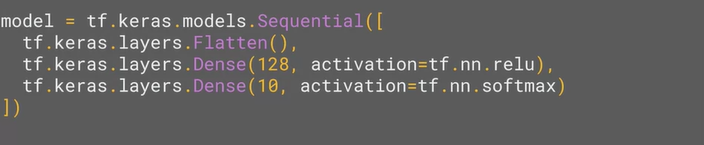 model = tf.keras.models.Sequential([
  tf.keras.layers.Flatten(),
  tf.keras.layers.Dense(128, activation=tf.nn.relu),
  tf.keras.layers.Dense(10, activation=tf.nn.softmax)
])